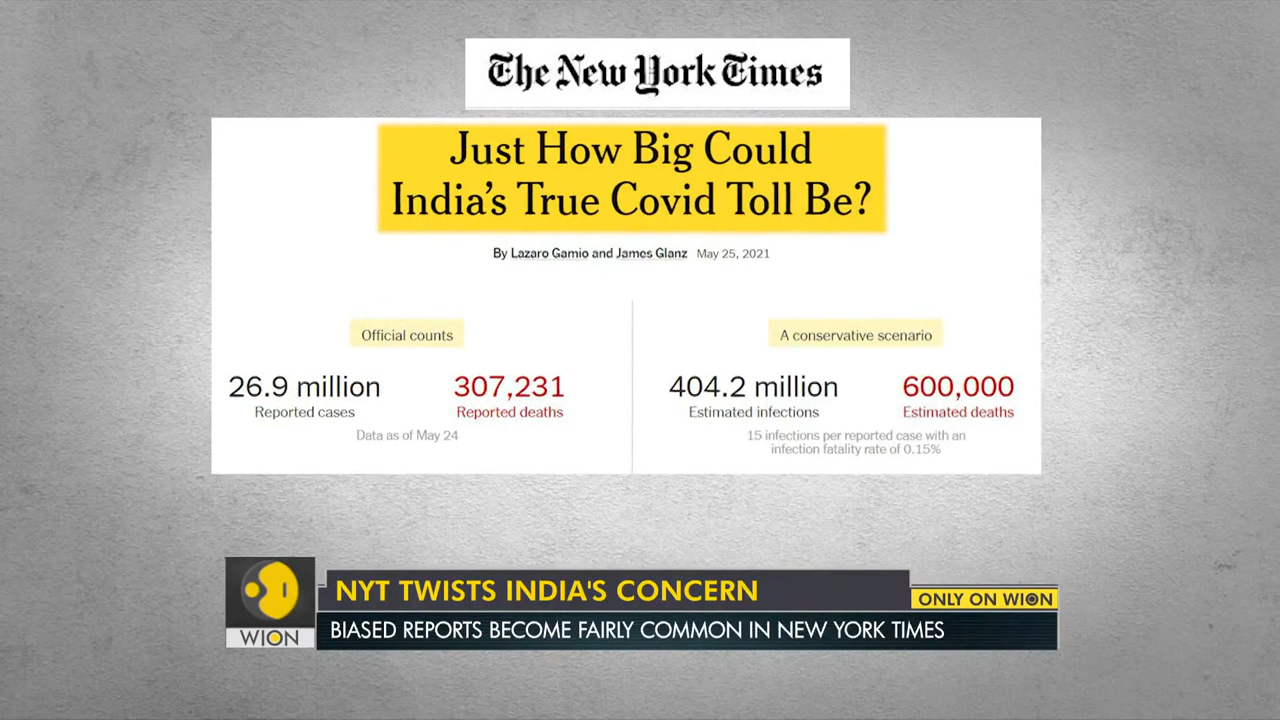 The New York Times
Just How Big Could
India's True Covid Toll Be?
By Lazaro Gamio and James Glanz May 25, 2021
Official counts
26.9 million
Reported cases
307,231
Reported deaths
Data as of May 24
A conservative scenario
404.2 million
Estimated infections
600,000
Estimated deaths
15 infections per reported case with an
infection fatality rate of 0.15%
NYT TWISTS INDIA'S CONCERN
ONLY ON WION
BIASED REPORTS BECOME FAIRLY COMMON IN NEW YORK TIMES
WION